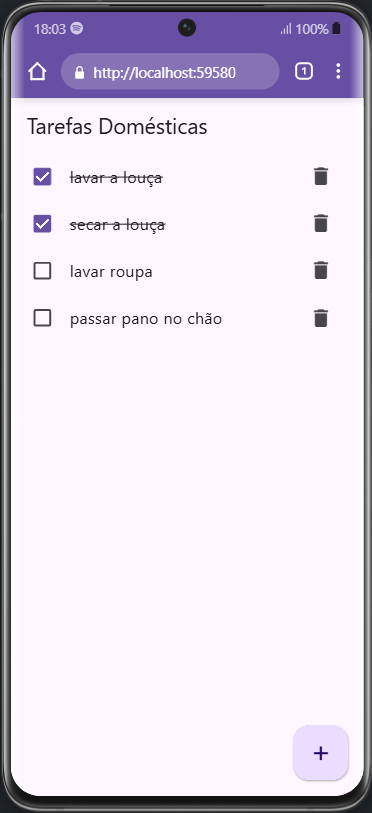 18:03 100%
http://localhost:59580 1
Tarefas Domésticas
lavar a louça
secar a louça
lavar roupa
passar pano no chão
+